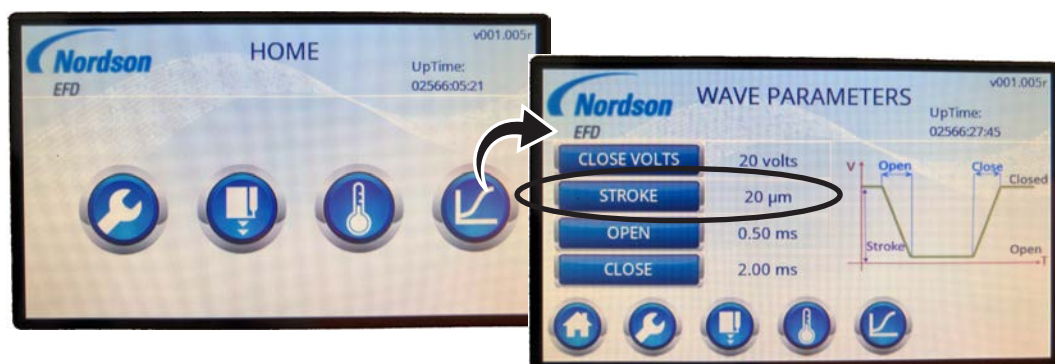 Nordson
EFD
HOME
v001.005r
UpTime:
02566:05:21
Nordson
EFD
WAVE PARAMETERS
v001.005r
UpTime:
02566:27:45
CLOSE VOLTS 20 volts
STROKE 20 µm
OPEN 0.50 ms
CLOSE 2.00 ms
V Open Close
Closed
Stroke Open
T